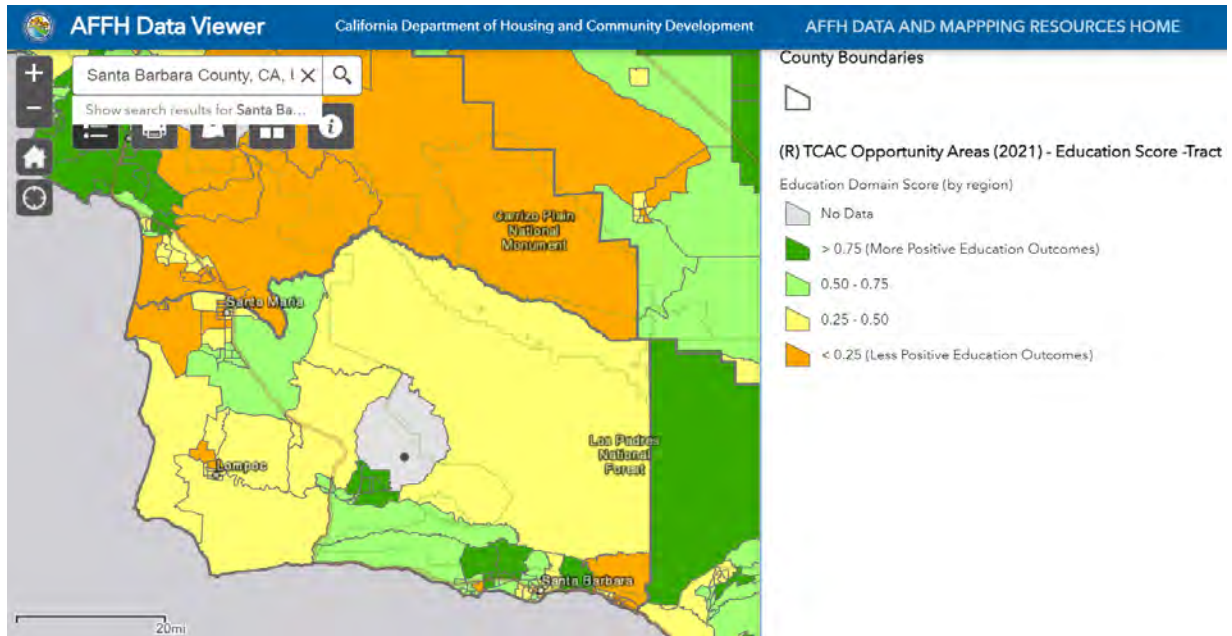 AFFH Data Viewer
California Department of Housing and Community Development
AFFH DATA AND MAPPPING RESOURCES HOME
+
Santa Barbara County, CA, U
−
Show search results for Santa Ba...
Carrizo Plain
National
Monument
Santa Maria
Los Padres
National
Forest
Lompoc
Santa Barbara
20mi
County Boundaries
(R) TCAC Opportunity Areas (2021) - Education Score -Tract
Education Domain Score (by region)
No Data
> 0.75 (More Positive Education Outcomes)
0.50 - 0.75
0.25 - 0.50
< 0.25 (Less Positive Education Outcomes)